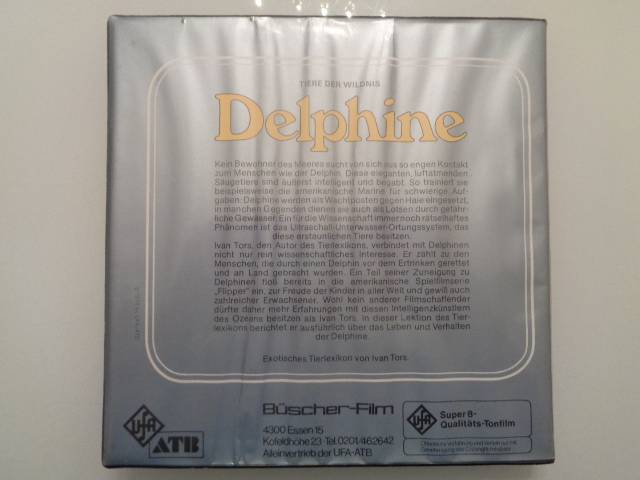 TIERE DER WILDNIS
Delphine
Kein Bewohner des Meeres sucht von sich aus so engen Kontakt
zum Menschen wie der Delphin. Diese eleganten, luftatmenden
Säugetiere sind äußerst intelligent und begabt. So trainiert sie
beispielsweise die amerikanische Marine für schwierige Auf-
gaben: Delphine werden als Wachtposten gegen Haie eingesetzt,
in manchen Gegenden dienen sie auch als Lotsen durch gefähr-
liche Gewässer. Ein für die Wissenschaft immer noch rätselhaftes
Phänomen ist das Ultraschall-Unterwasser-Ortungssystem, das
diese erstaunlichen Tiere besitzen.
Ivan Tors, den Autor des Tierlexikons, verbindet mit Delphinen
nicht nur rein wissenschaftliches Interesse. Er zählt zu den
Menschen, die durch einen Delphin vor dem Ertrinken gerettet
und an Land gebracht wurden. Ein Teil seiner Zuneigung zu
Delphinen floß bereits in die amerikanische Spielfilmserie
„Flipper" ein, zur Freude der Kinder in aller Welt und gewiß auch
zahlreicher Erwachsener. Wohl kein anderer Filmschaffender
dürfte daher mehr Erfahrungen mit diesen Intelligenzkünstlern
des Ozeans besitzen als Ivan Tors. In dieser Lektion des Tier-
lexikons berichtet er ausführlich über das Leben und Verhalten
der Delphine.
Exotisches Tierlexikon von Ivan Tors.
UFA
ATB
Büscher-Film
4300 Essen 15
Kofeldhöhe 23 · Tel. 0201/462642
Alleinvertrieb der UFA-ATB
UFA
Super 8-
Qualitäts-Tonfilm